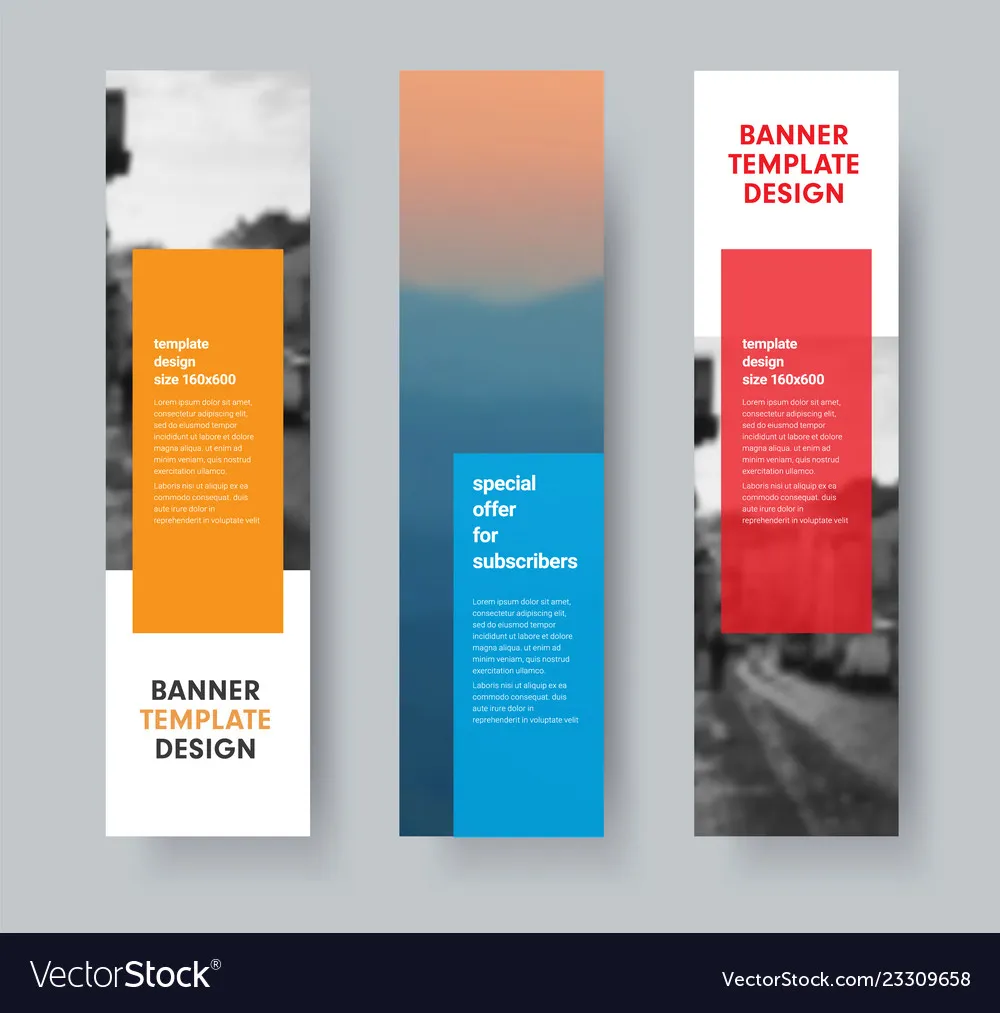 template
design
size 160x600
Lorem ipsum dolor sit amet,
consectetur adipiscing elit,
sed do eiusmod tempor
incididunt ut labore et dolore
magna aliqua. ut enim ad
minim veniam, quis nostrud
exercitation ullamco.
Laboris nisi ut aliquip ex ea
commodo consequat. duis
aute irure dolor in
reprehenderit in voluptate velit
BANNER
TEMPLATE
DESIGN
special
offer
for
subscribers
Lorem ipsum dolor sit amet,
consectetur adipiscing elit,
sed do eiusmod tempor
incididunt ut labore et dolore
magna aliqua. ut enim ad
minim veniam, quis nostrud
exercitation ullamco.
Laboris nisi ut aliquip ex ea
commodo consequat. duis
aute irure dolor in
reprehenderit in voluptate velit
BANNER
TEMPLATE
DESIGN
template
design
size 160x600
Lorem ipsum dolor sit amet,
consectetur adipiscing elit,
sed do eiusmod tempor
incididunt ut labore et dolore
magna aliqua. ut enim ad
minim veniam, quis nostrud
exercitation ullamco.
Laboris nisi ut aliquip ex ea
commodo consequat. duis
aute irure dolor in
reprehenderit in voluptate velit
VectorStock®
VectorStock.com/23309658